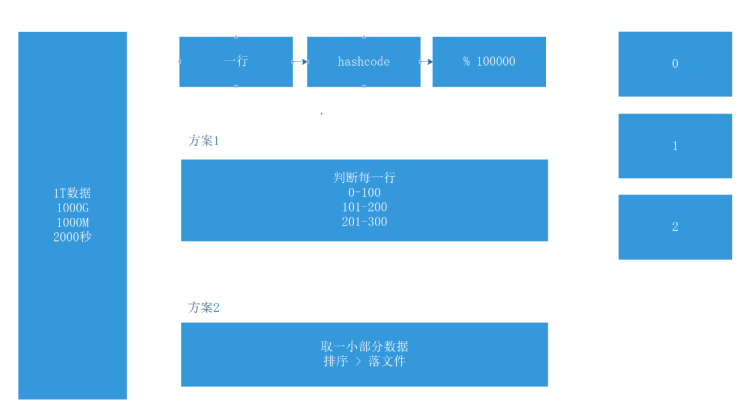 1T数据
1000G
1000M
2000秒
一行
hashcode
% 100000
方案1
判断每一行
0-100
101-200
201-300
方案2
取一小部分数据
排序 > 落文件
0
1
2